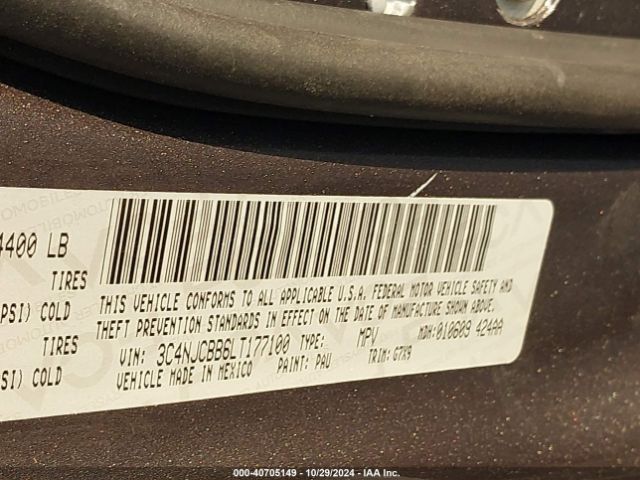 4400 LB
TIRES
PSI) COLD
TIRES
SI) COLD
THIS VEHICLE CONFORMS TO ALL APPLICABLE U.S.A. FEDERAL MOTOR VEHICLE SAFETY AND
THEFT PREVENTION STANDARDS IN EFFECT ON THE DATE OF MANUFACTURE SHOWN ABOVE.
VIN: 3C4NJCBB6LT177100 TYPE: MPV MDH:010609 424AA
VEHICLE MADE IN MEXICO PAINT: PAU TRIM: G7X9
000-40705149 - 10/29/2024 - IAA Inc.